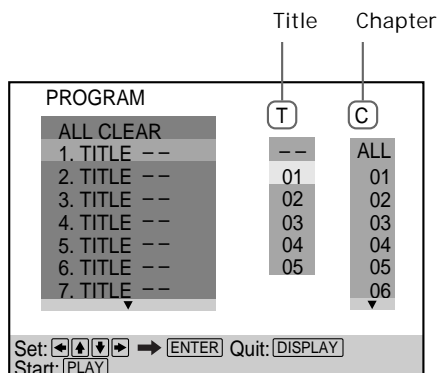 Title Chapter
PROGRAM
T C
ALL CLEAR
1. TITLE – –
2. TITLE – –
3. TITLE – –
4. TITLE – –
5. TITLE – –
6. TITLE – –
7. TITLE – –
– –
01
02
03
04
05
ALL
01
02
03
04
05
06
Set: ←↑↓→ ➡ ENTER Quit: DISPLAY
Start: PLAY